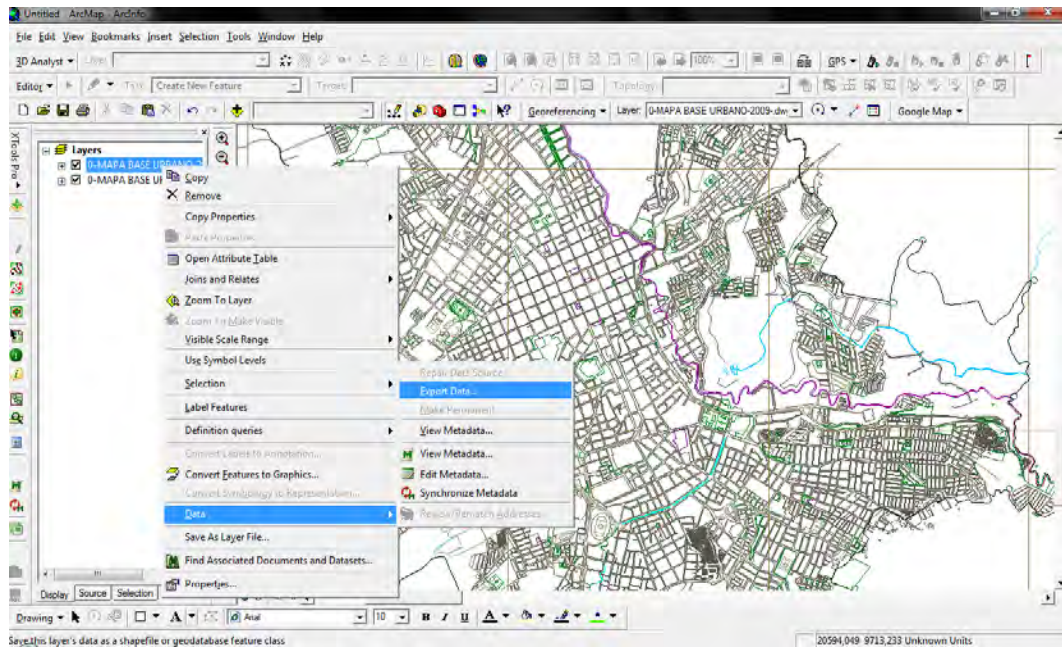 Untitled - ArcMap - ArcInfo
File Edit View Bookmarks Insert Selection Tools Window Help
3D Analyst
100%
GPS
Editor
Create New Feature
Georeferencing
Layer: 0-MAPA BASE URBANO-2009-dw
Google Map
XTools Pro
Layers
0-MAPA BASE URBANO-2
0-MAPA BASE UR
Copy
Remove
Copy Properties
Paste Properties
Open Attribute Table
Joins and Relates
Zoom To Layer
Zoom To Make Visible
Visible Scale Range
Use Symbol Levels
Selection
Label Features
Definition queries
Convert Labels to Annotation...
Convert Features to Graphics...
Convert Symbology to Representation...
Data
Save As Layer File...
Find Associated Documents and Datasets...
Properties...
Repair Data Source...
Export Data...
Make Permanent
View Metadata...
View Metadata...
Edit Metadata...
Synchronize Metadata
Review/Rematch Addresses...
Display Source Selection
Drawing
A
Arial
10
B I U A
Save this layer's data as a shapefile or geodatabase feature class
20594,049 9713,233 Unknown Units